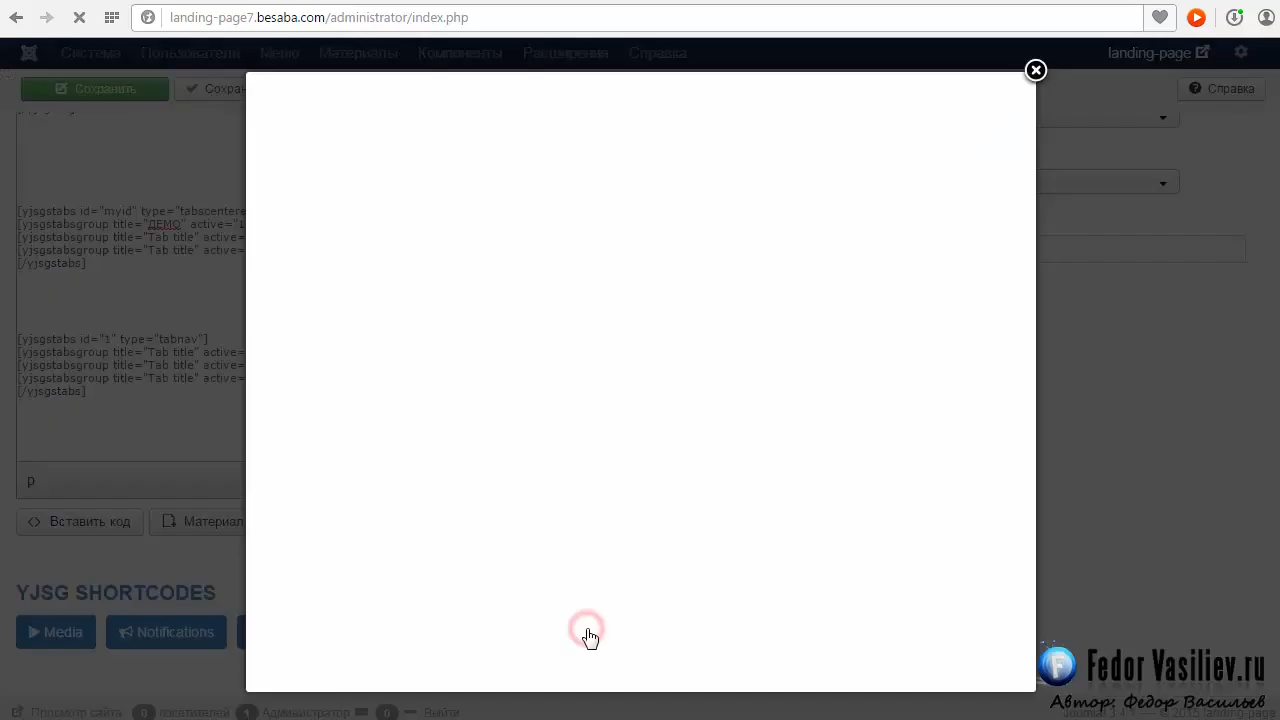 landing-page7.besaba.com/administrator/index.php
Система Пользователи Меню Материалы Компоненты Расширения Справка landing-page
Сохранить Сохран Справка
[yjsgstabs id="myid" type="tabscentere
[yjsgstabsgroup title="ДЕМО" active="1
[yjsgstabsgroup title="Tab title" active=
[yjsgstabsgroup title="Tab title" active=
[/yjsgstabs]
[yjsgstabs id="1" type="tabnav"]
[yjsgstabsgroup title="Tab title" active=
[yjsgstabsgroup title="Tab title" active=
[yjsgstabsgroup title="Tab title" active=
[/yjsgstabs]
p
Вставить код Материал
YJSG SHORTCODES
Media Notifications
Fedor Vasiliev.ru
Автор: Федор Васильев
Просмотр сайта 0 посетителей 1 Администратор 0 Выйти